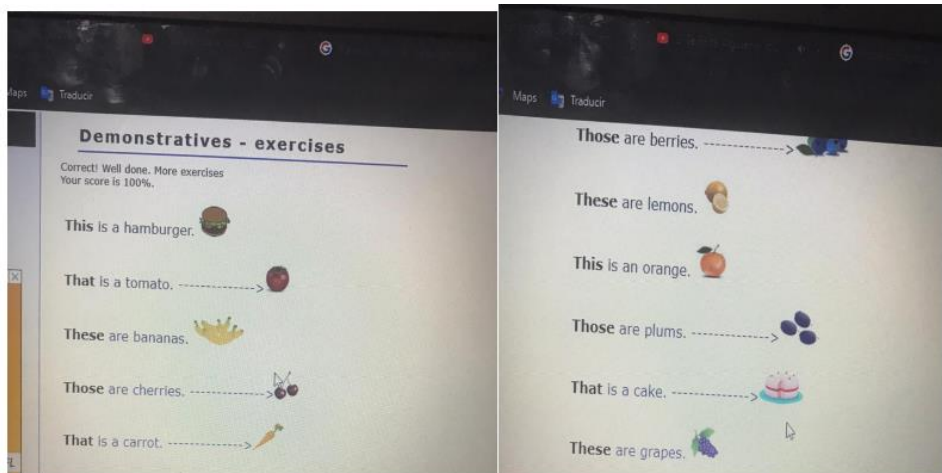 Maps Traducir
Demonstratives - exercises
Correct! Well done. More exercises
Your score is 100%.
This is a hamburger.
That is a tomato. -------------->
These are bananas.
Those are cherries. -------------->
That is a carrot. -------------->
Maps Traducir
Those are berries. -------------->
These are lemons.
This is an orange.
Those are plums. -------------->
That is a cake. -------------->
These are grapes.